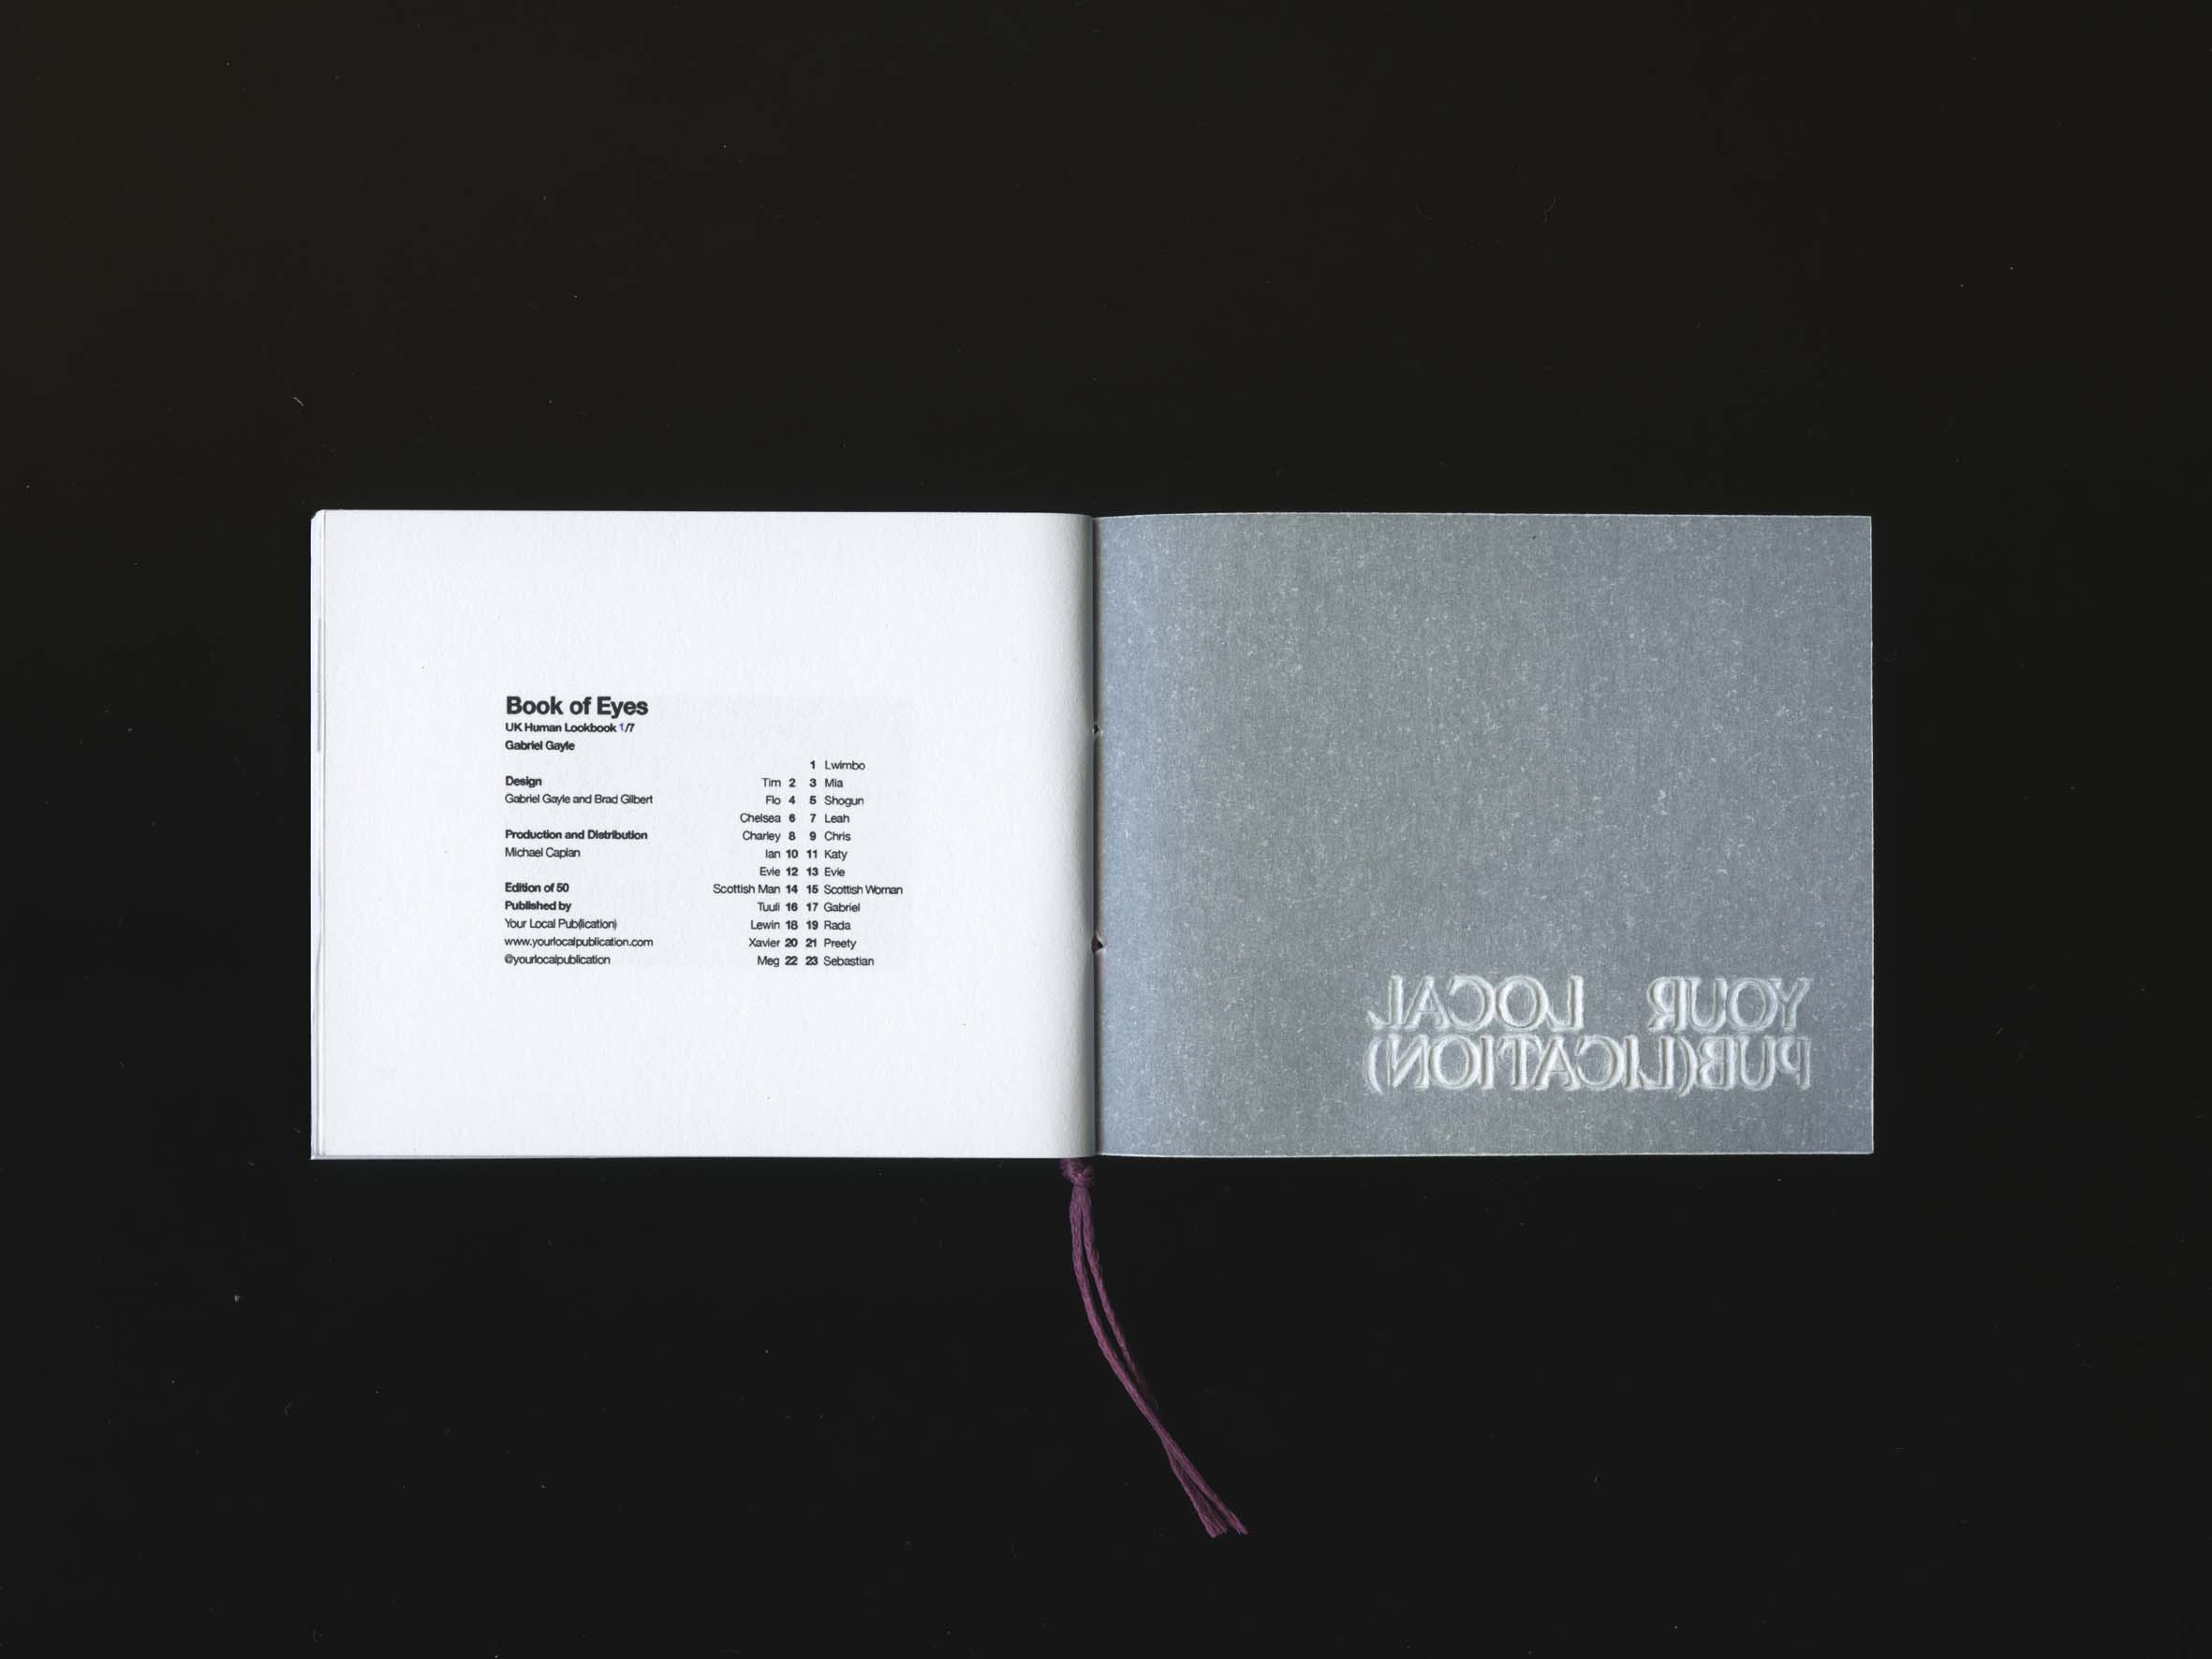 Book of Eyes
UK Human Lookbook 1/7
Gabriel Gayle
Design
Gabriel Gayle and Brad Gilbert
Production and Distribution
Michael Caplan
Edition of 50
Published by
Your Local Pub(lication)
www.yourlocalpublication.com
@yourlocalpublication
1 Lwimbo
Tim 2 3 Mia
Flo 4 5 Shogun
Chelsea 6 7 Leah
Charley 8 9 Chris
Ian 10 11 Katy
Evie 12 13 Evie
Scottish Man 14 15 Scottish Woman
Tuuli 16 17 Gabriel
Lewin 18 19 Rada
Xavier 20 21 Preety
Meg 22 23 Sebastian
YOUR LOCAL
PUB(LICATION)